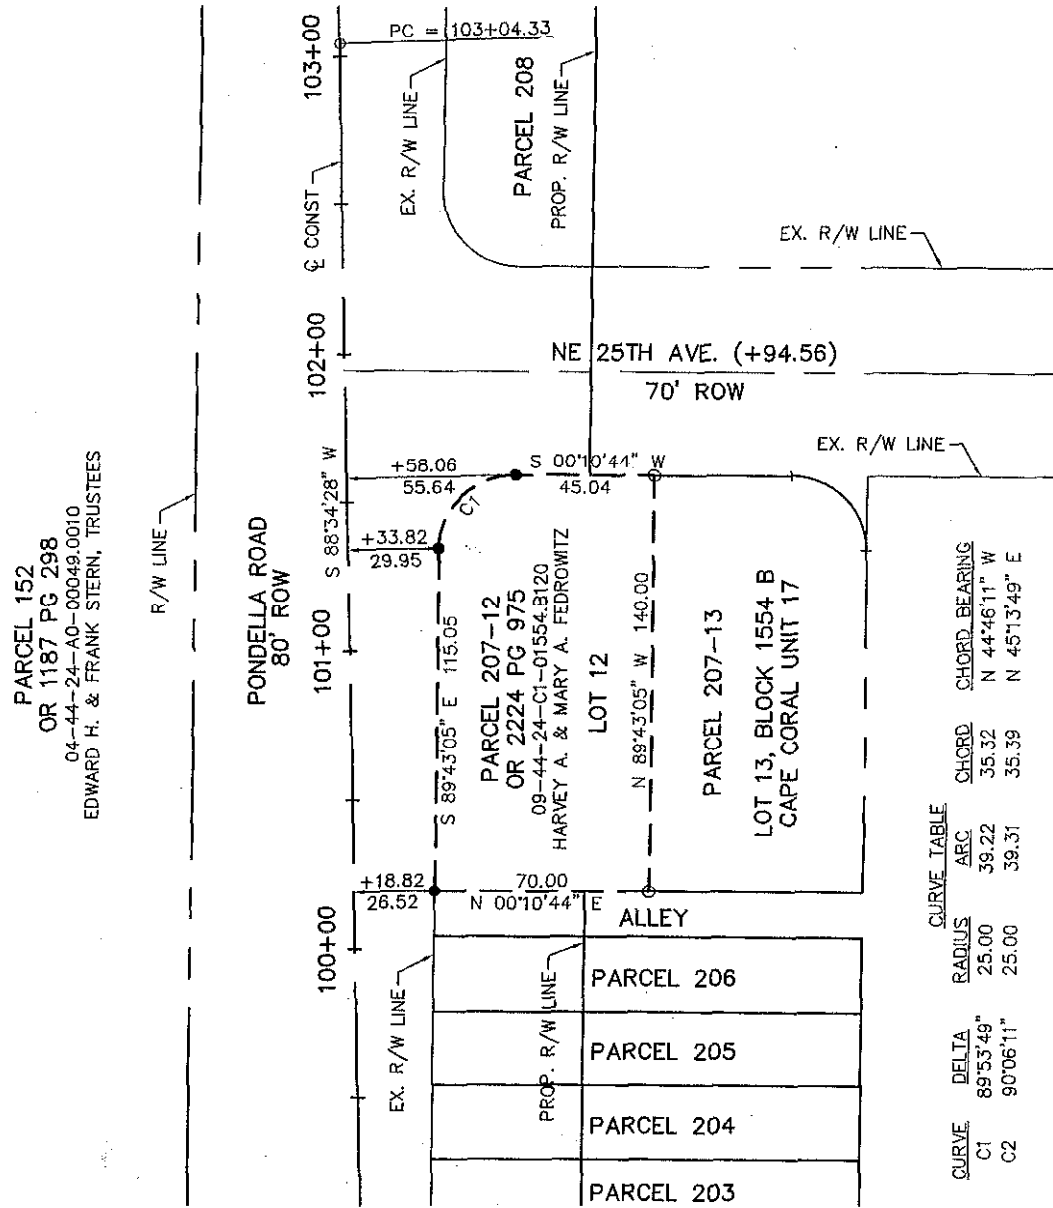 PARCEL 152
OR 1187 PG 298
04-44-24-A0-00049.0010
EDWARD H. & FRANK STERN, TRUSTEES
R/W LINE
PONDELLA ROAD
80' ROW
103+00
102+00
101+00
100+00
℄ CONST
PC = 103+04.33
EX. R/W LINE
PARCEL 208
PROP. R/W LINE
EX. R/W LINE
NE 25TH AVE. (+94.56)
70' ROW
EX. R/W LINE
S 88°34'28" W
+58.06
55.64
S 00°10'44" W
45.04
C1
+33.82
29.95
S 89°43'05" E 115.05
PARCEL 207-12
OR 2224 PG 975
09-44-24-C1-01554.B120
HARVEY A. & MARY A. FEDROWITZ
LOT 12
N 89°43'05" W 140.00
PARCEL 207-13
LOT 13, BLOCK 1554 B
CAPE CORAL UNIT 17
+18.82
26.52
70.00
N 00°10'44" E
ALLEY
EX. R/W LINE
PROP. R/W LINE
PARCEL 206
PARCEL 205
PARCEL 204
PARCEL 203
CURVE TABLE
CURVE DELTA RADIUS ARC CHORD CHORD BEARING
C1 89°53'49" 25.00 39.22 35.32 N 44°46'11" W
C2 90°06'11" 25.00 39.31 35.39 N 45°13'49" E